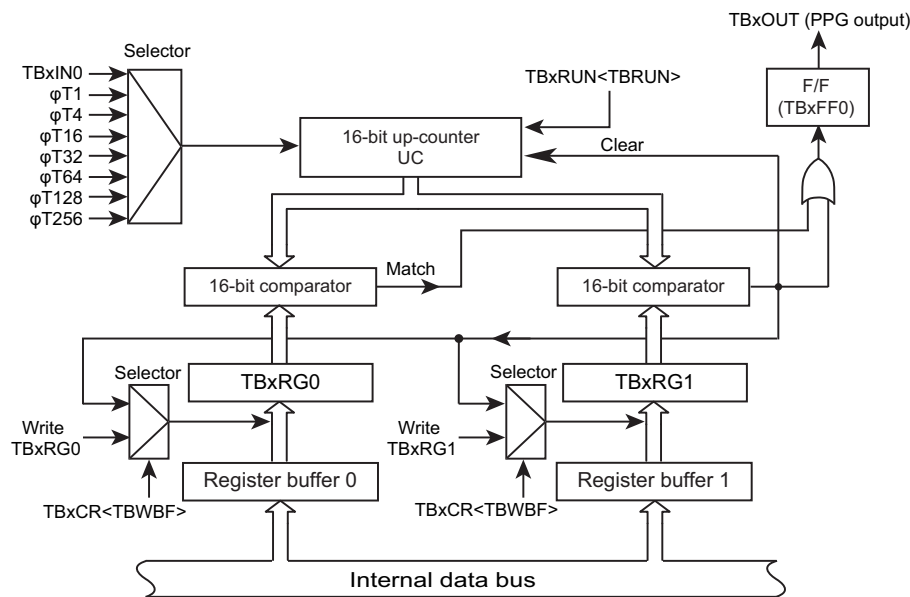 TBxOUT (PPG output)
Selector
TBxIN0
φT1
φT4
φT16
φT32
φT64
φT128
φT256
TBxRUN<TBRUN>
F/F
(TBxFF0)
16-bit up-counter
UC
Clear
16-bit comparator
Match
16-bit comparator
Selector
TBxRG0
Selector
TBxRG1
Write
TBxRG0
Write
TBxRG1
Register buffer 0
Register buffer 1
TBxCR<TBWBF>
TBxCR<TBWBF>
Internal data bus